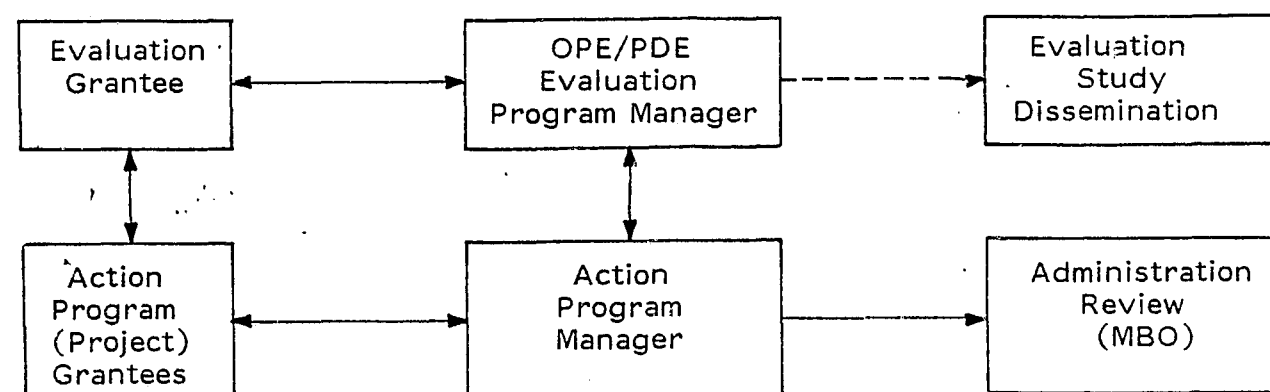 Evaluation
Grantee
OPE/PDE
Evaluation
Program Manager
Evaluation
Study
Dissemination
Action
Program
(Project)
Grantees
Action
Program
Manager
Administration
Review
(MBO)